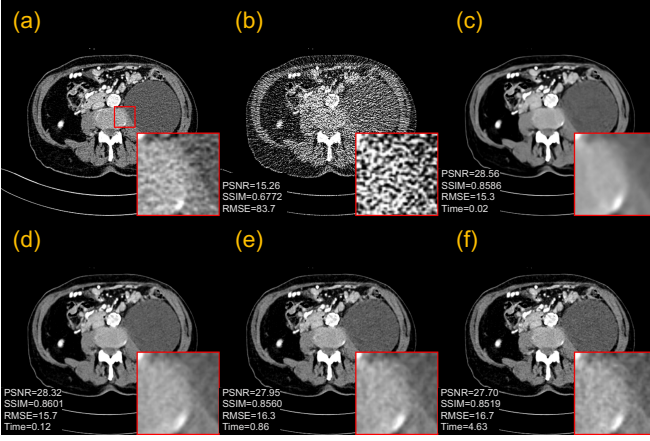 (a)
(b)
(c)
PSNR=15.26
SSIM=0.6772
RMSE=83.7
PSNR=28.56
SSIM=0.8586
RMSE=15.3
Time=0.02
(d)
(e)
(f)
PSNR=28.32
SSIM=0.8601
RMSE=15.7
Time=0.12
PSNR=27.95
SSIM=0.8560
RMSE=16.3
Time=0.86
PSNR=27.70
SSIM=0.8519
RMSE=16.7
Time=4.63